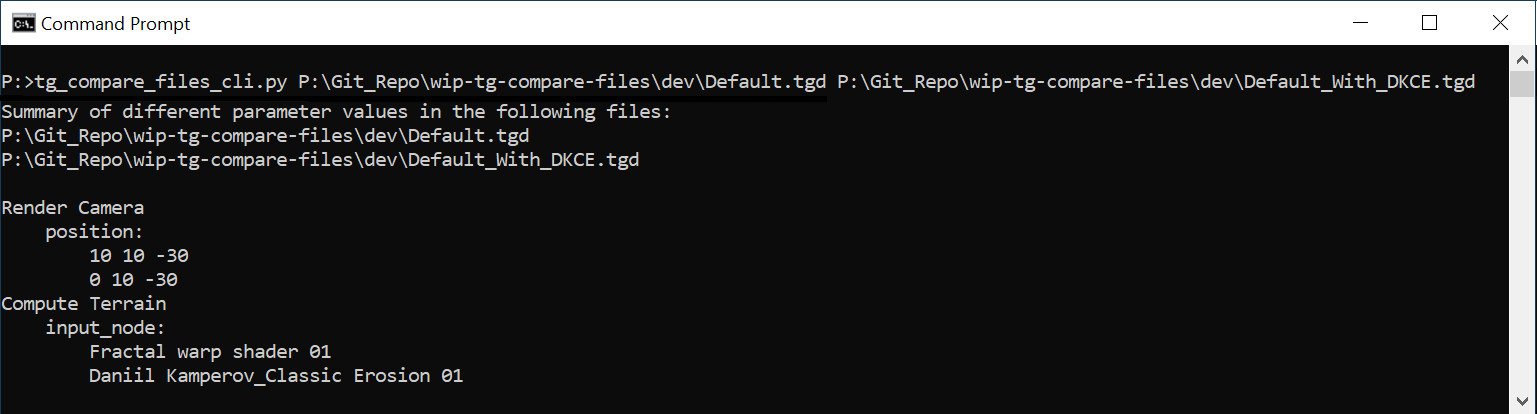 Command Prompt
P:>tg_compare_files_cli.py P:\Git_Repo\wip-tg-compare-files\dev\Default.tgd P:\Git_Repo\wip-tg-compare-files\dev\Default_With_DKCE.tgd
Summary of different parameter values in the following files:
P:\Git_Repo\wip-tg-compare-files\dev\Default.tgd
P:\Git_Repo\wip-tg-compare-files\dev\Default_With_DKCE.tgd
Render Camera
position:
10 10 -30
0 10 -30
Compute Terrain
input_node:
Fractal warp shader 01
Daniil Kamperov_Classic Erosion 01